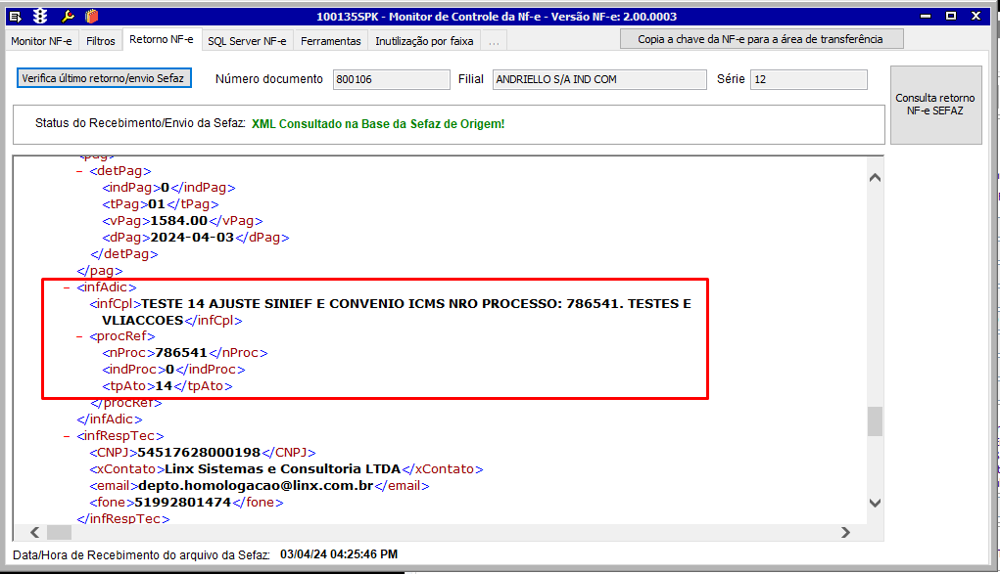 100135SPK - Monitor de Controle da Nf-e - Versão NF-e: 2.00.0003
Monitor NF-e Filtros Retorno NF-e SQL Server NF-e Ferramentas Inutilização por faixa ... Copia a chave da NF-e para a área de transferência
Verifica último retorno/envio Sefaz Número documento 800106 Filial ANDRIELLO S/A IND COM Série 12
Consulta retorno
NF-e SEFAZ
Status do Recebimento/Envio da Sefaz: XML Consultado na Base da Sefaz de Origem!
<pag>
− <detPag>
<indPag>0</indPag>
<tPag>01</tPag>
<vPag>1584.00</vPag>
<dPag>2024-04-03</dPag>
</detPag>
</pag>
− <infAdic>
<infCpl>TESTE 14 AJUSTE SINIEF E CONVENIO ICMS NRO PROCESSO: 786541. TESTES E
VLIACCOES</infCpl>
− <procRef>
<nProc>786541</nProc>
<indProc>0</indProc>
<tpAto>14</tpAto>
</procRef>
</infAdic>
− <infRespTec>
<CNPJ>54517628000198</CNPJ>
<xContato>Linx Sistemas e Consultoria LTDA</xContato>
<email>depto.homologacao@linx.com.br</email>
<fone>51992801474</fone>
</infRespTec>
Data/Hora de Recebimento do arquivo da Sefaz: 03/04/24 04:25:46 PM